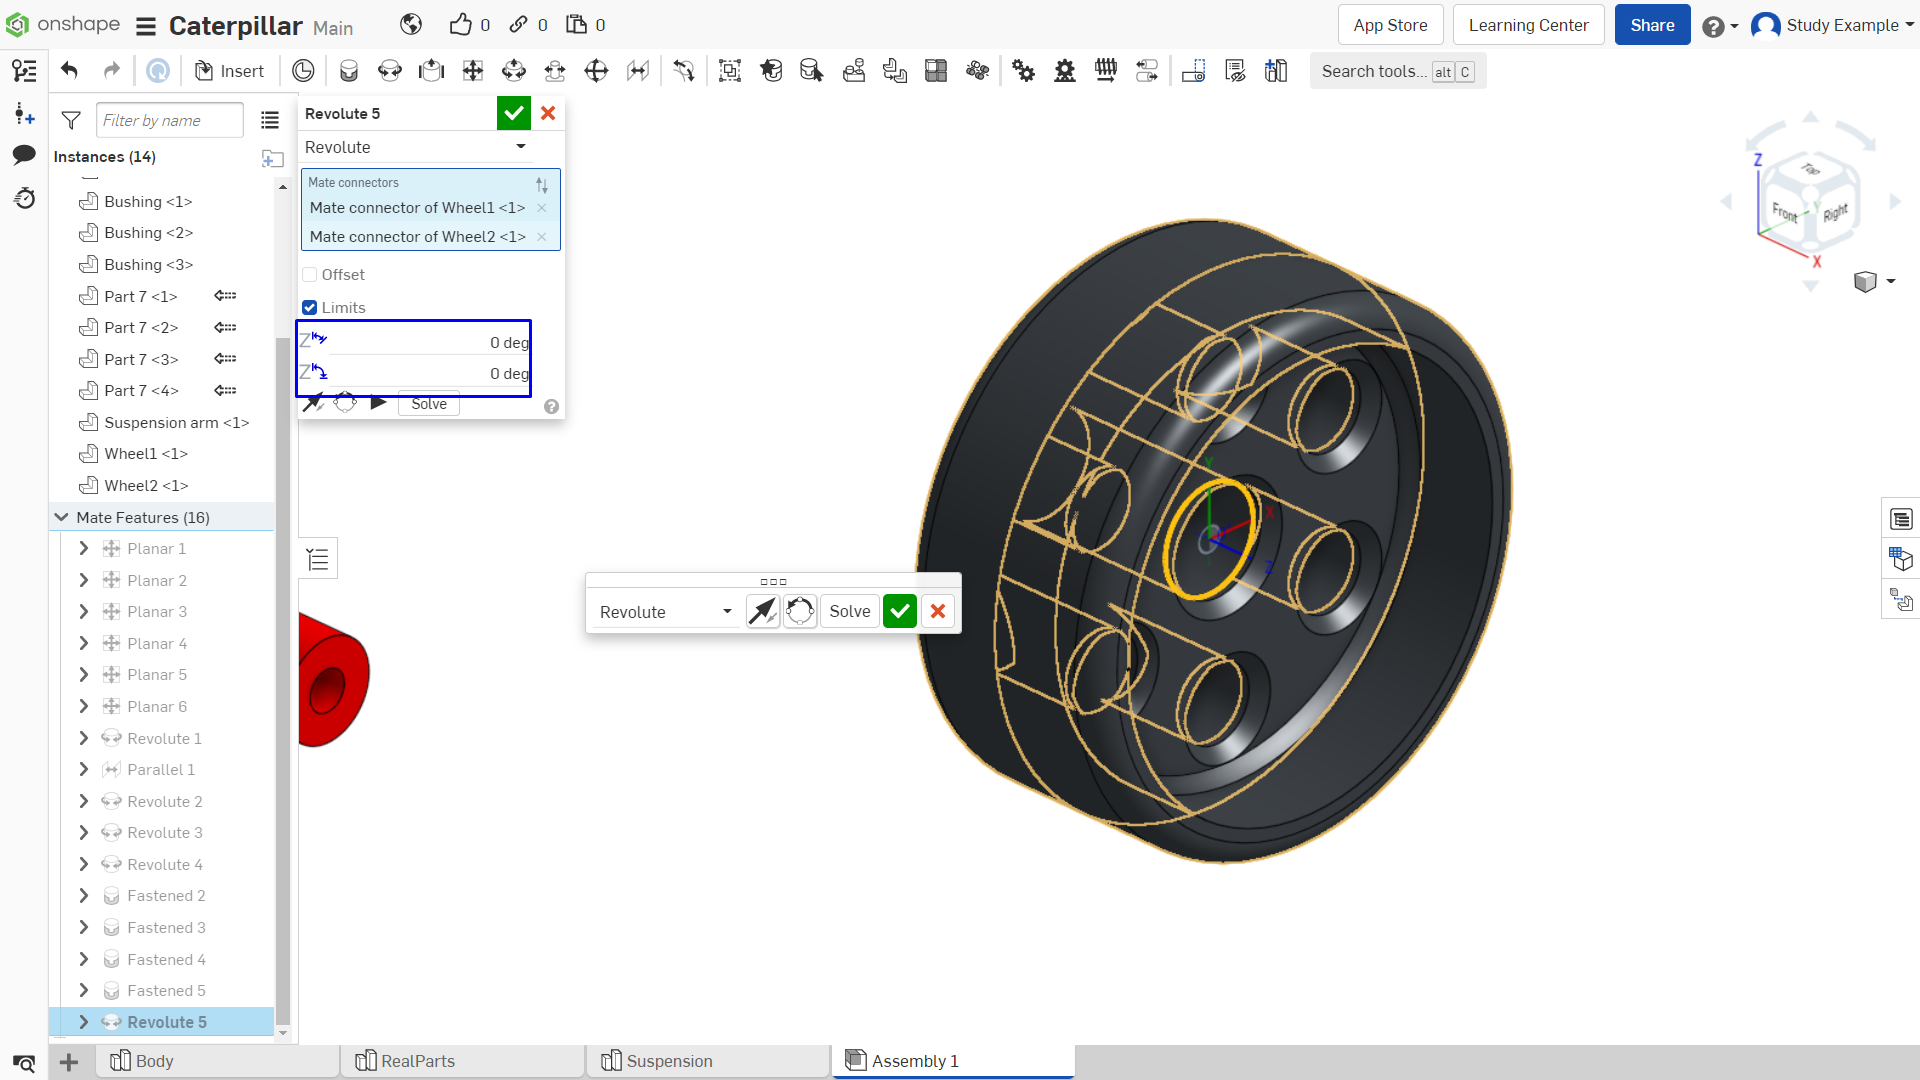 onshape
Caterpillar Main
0
0
0
App Store
Learning Center
Share
Study Example
Insert
Search tools... alt C
Filter by name
Instances (14)
Bushing <1>
Bushing <2>
Bushing <3>
Part 7 <1>
Part 7 <2>
Part 7 <3>
Part 7 <4>
Suspension arm <1>
Wheel1 <1>
Wheel2 <1>
Mate Features (16)
Planar 1
Planar 2
Planar 3
Planar 4
Planar 5
Planar 6
Revolute 1
Parallel 1
Revolute 2
Revolute 3
Revolute 4
Fastened 2
Fastened 3
Fastened 4
Fastened 5
Revolute 5
Revolute 5
Revolute
Mate connectors
Mate connector of Wheel1 <1>
Mate connector of Wheel2 <1>
Offset
Limits
Z 0 deg
Z 0 deg
Solve
Revolute
Solve
Y
X
Z
Z
Top
Front
Y
Right
X
Body
RealParts
Suspension
Assembly 1